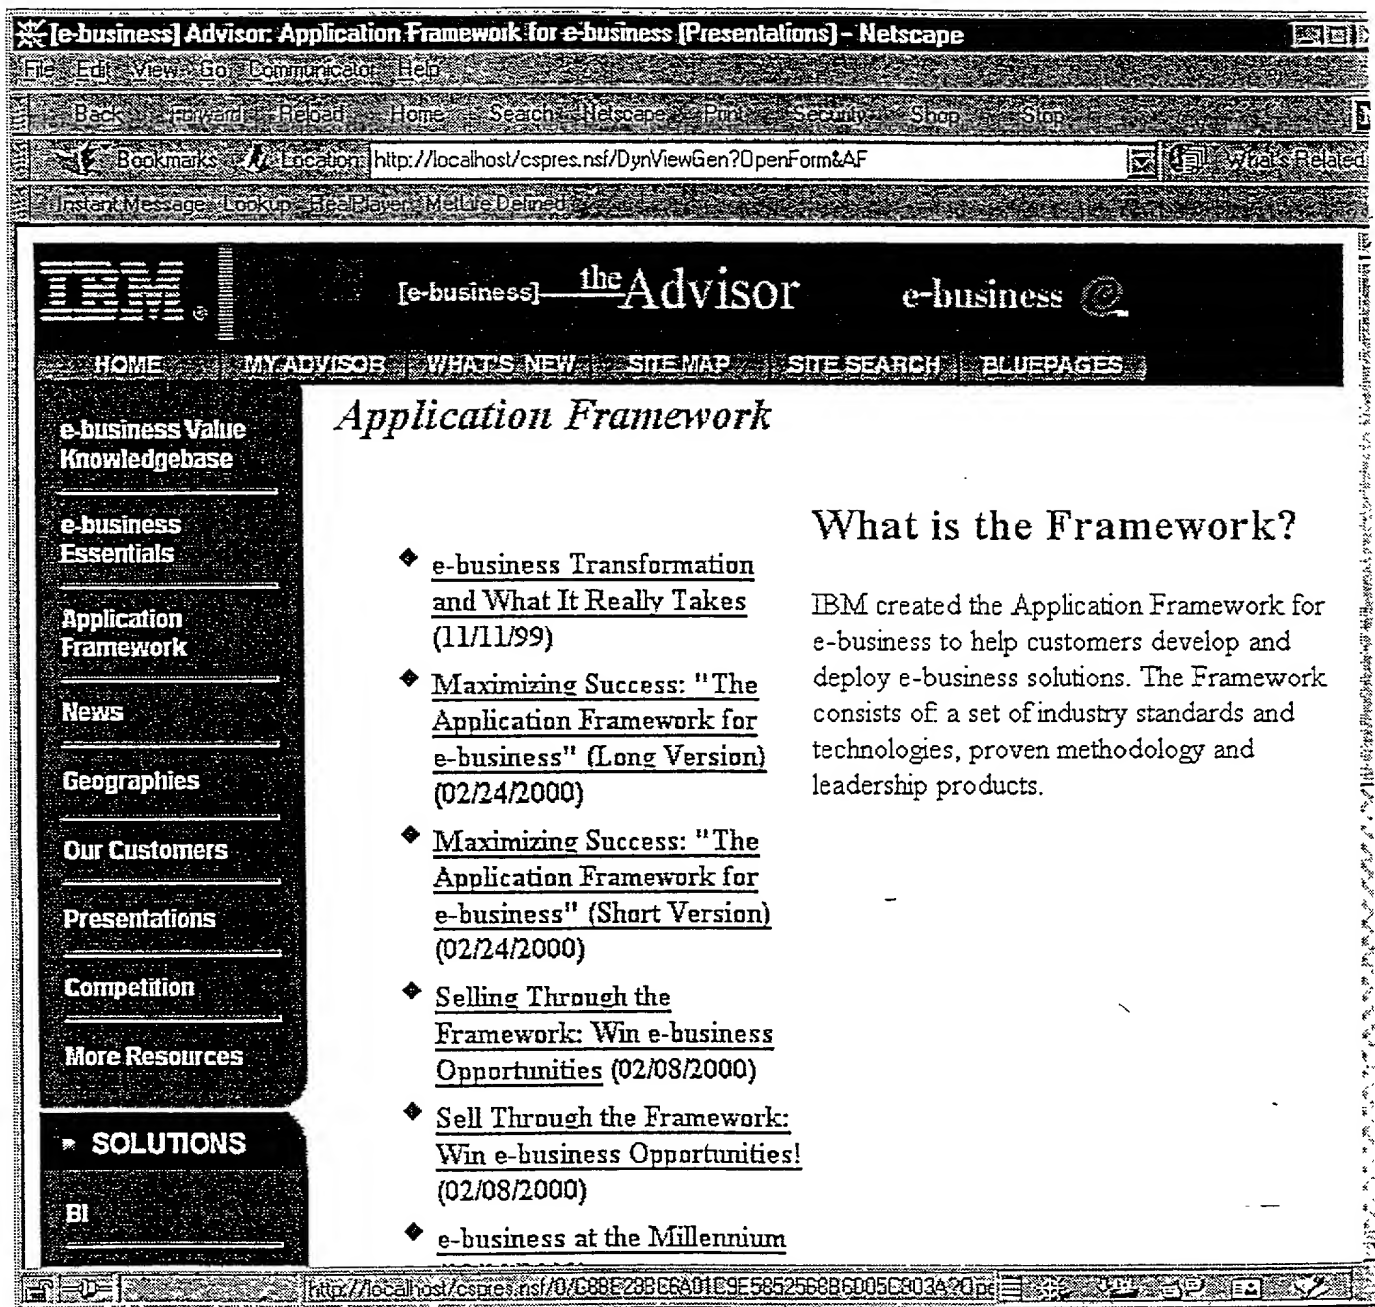 [e-business] Advisor: Application Framework for e-business (Presentations) - Netscape
File Edit View Go Communicator Help
Back Forward Reload Home Search Netscape Print Security Shop Stop
Bookmarks Location http://localhost/cspres.nsf/DynViewGen?OpenForm&AF What's Related
Instant Message Lookup RealPlayer MetLife Defined
IBM ® [e-business] the Advisor e-business
HOME MY ADVISOR WHAT'S NEW SITE MAP SITE SEARCH BLUEPAGES
e-business Value
Knowledgebase
e-business
Essentials
Application
Framework
News
Geographies
Our Customers
Presentations
Competition
More Resources
SOLUTIONS
BI
Application Framework
e-business Transformation
and What It Really Takes
(11/11/99)
Maximizing Success: "The
Application Framework for
e-business" (Long Version)
(02/24/2000)
Maximizing Success: "The
Application Framework for
e-business" (Short Version)
(02/24/2000)
Selling Through the
Framework: Win e-business
Opportunities (02/08/2000)
Sell Through the Framework:
Win e-business Opportunities!
(02/08/2000)
e-business at the Millennium
What is the Framework?
IBM created the Application Framework for
e-business to help customers develop and
deploy e-business solutions. The Framework
consists of: a set of industry standards and
technologies, proven methodology and
leadership products.